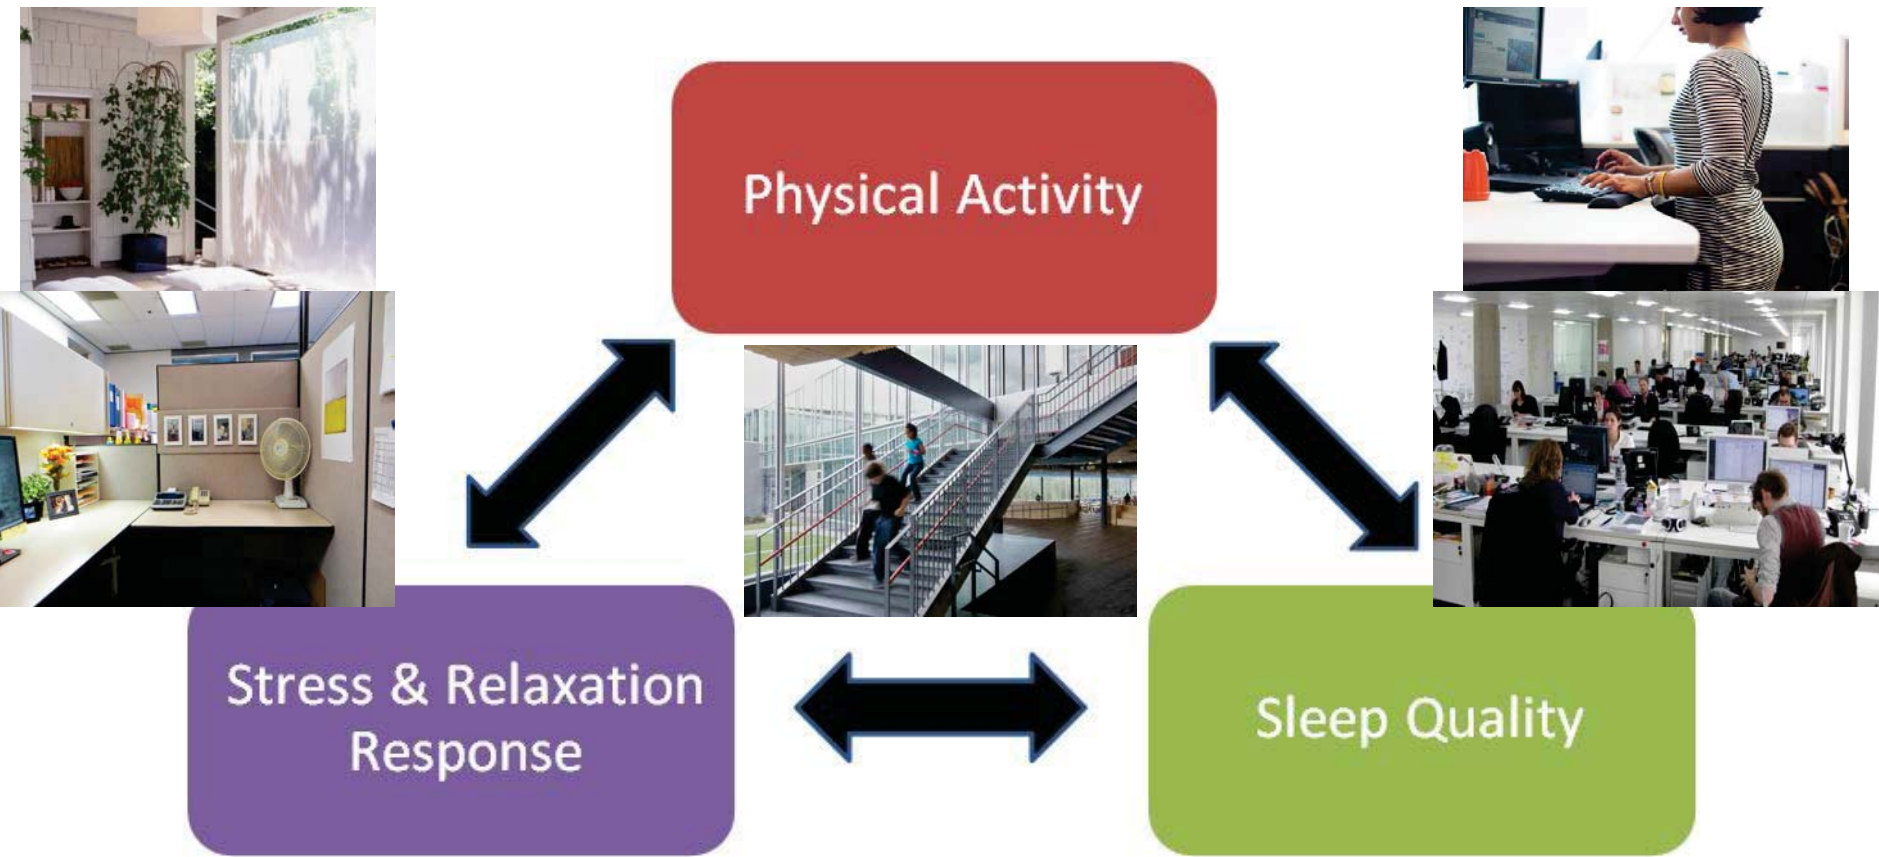 Physical Activity
Stress & Relaxation
Response
Sleep Quality